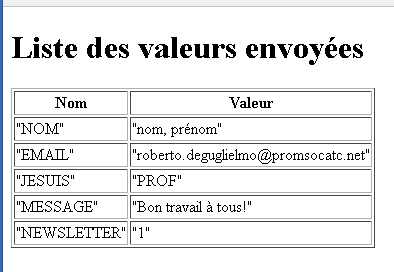 Liste des valeurs envoyées
Nom Valeur
"NOM" "nom, prénom"
"EMAIL" "roberto.deguglielmo@promsocatc.net"
"JESUIS" "PROF"
"MESSAGE" "Bon travail à tous!"
"NEWSLETTER" "1"